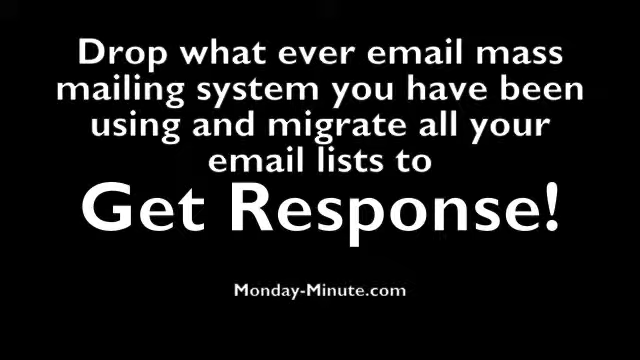 Drop what ever email mass
mailing system you have been
using and migrate all your
email lists to
Get Response!
Monday-Minute.com